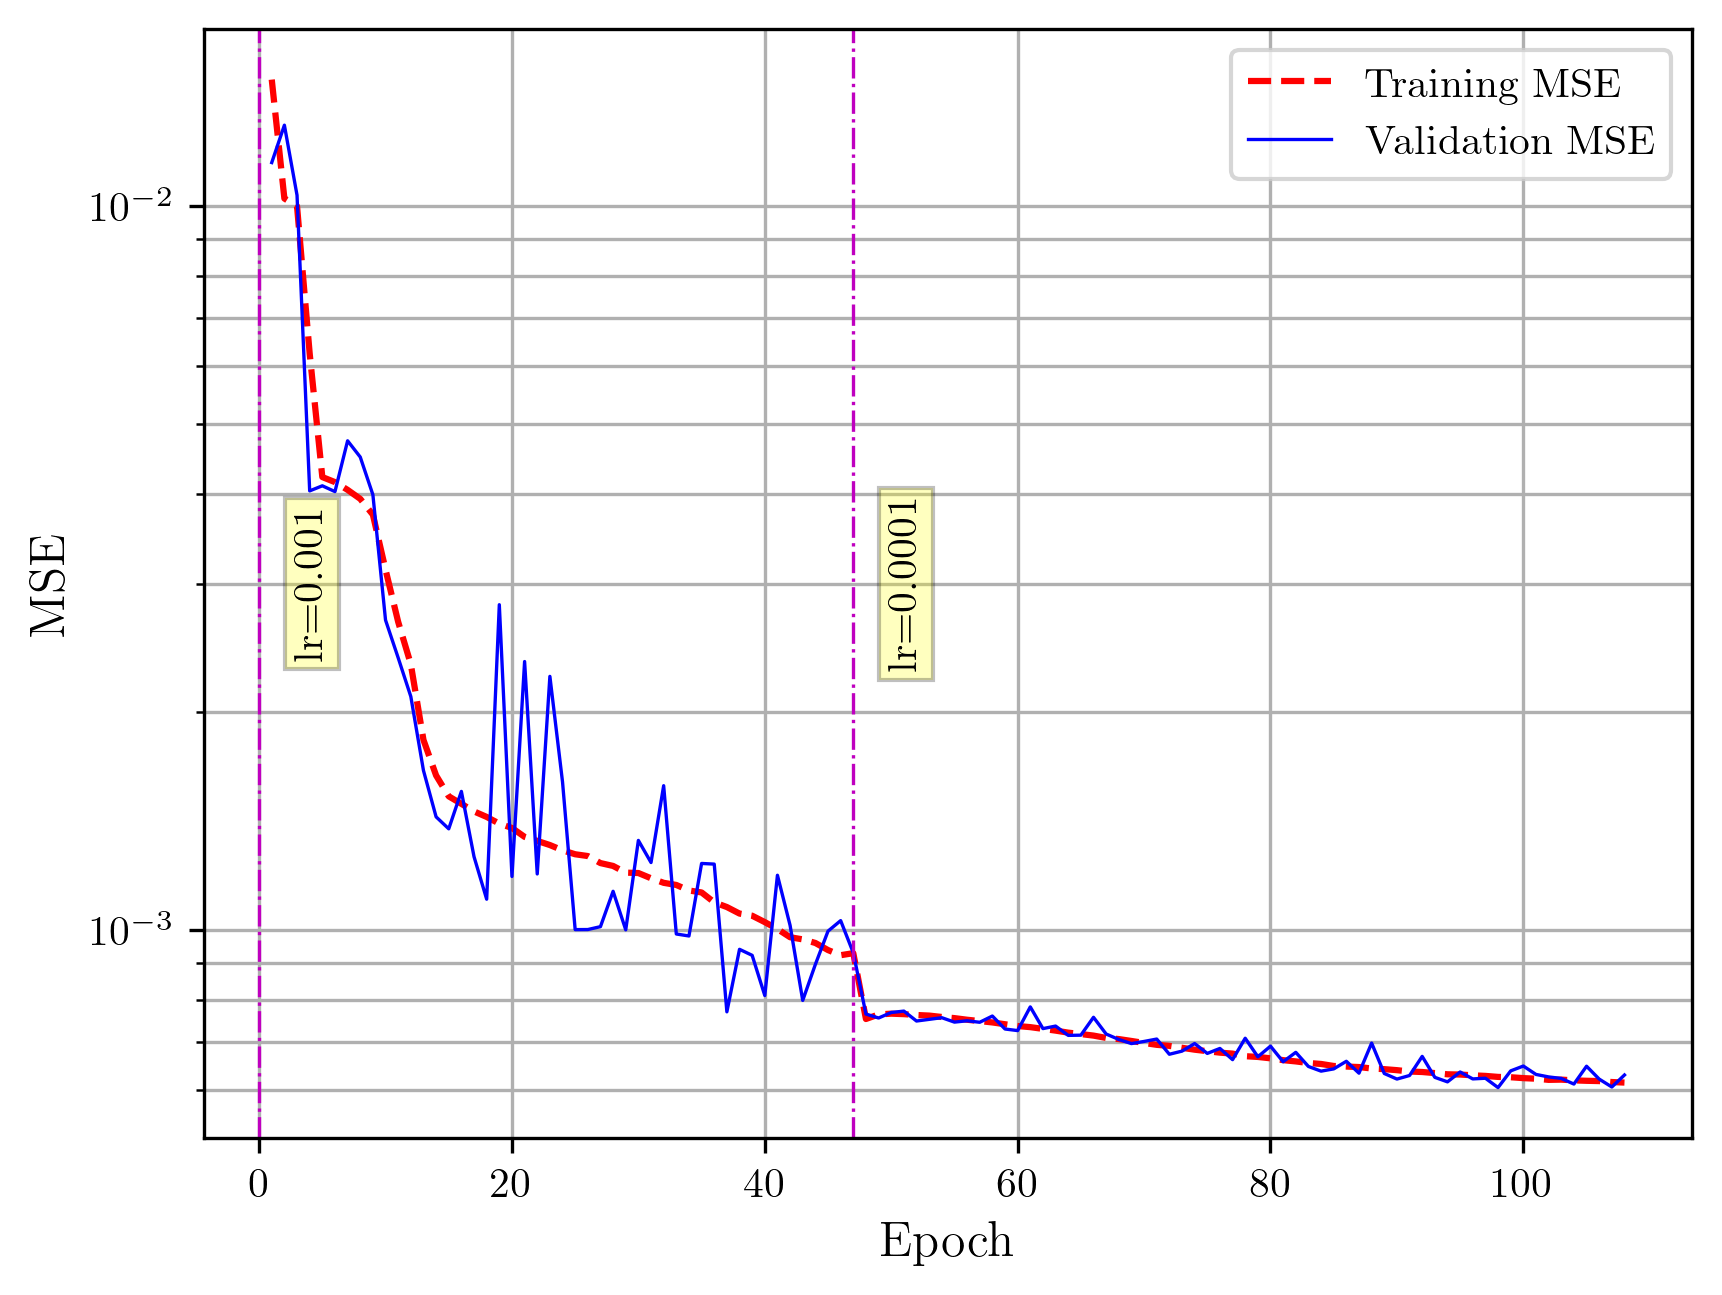 Training MSE
Validation MSE
10⁻²
10⁻³
MSE
lr=0.001
lr=0.0001
0 20 40 60 80 100
Epoch